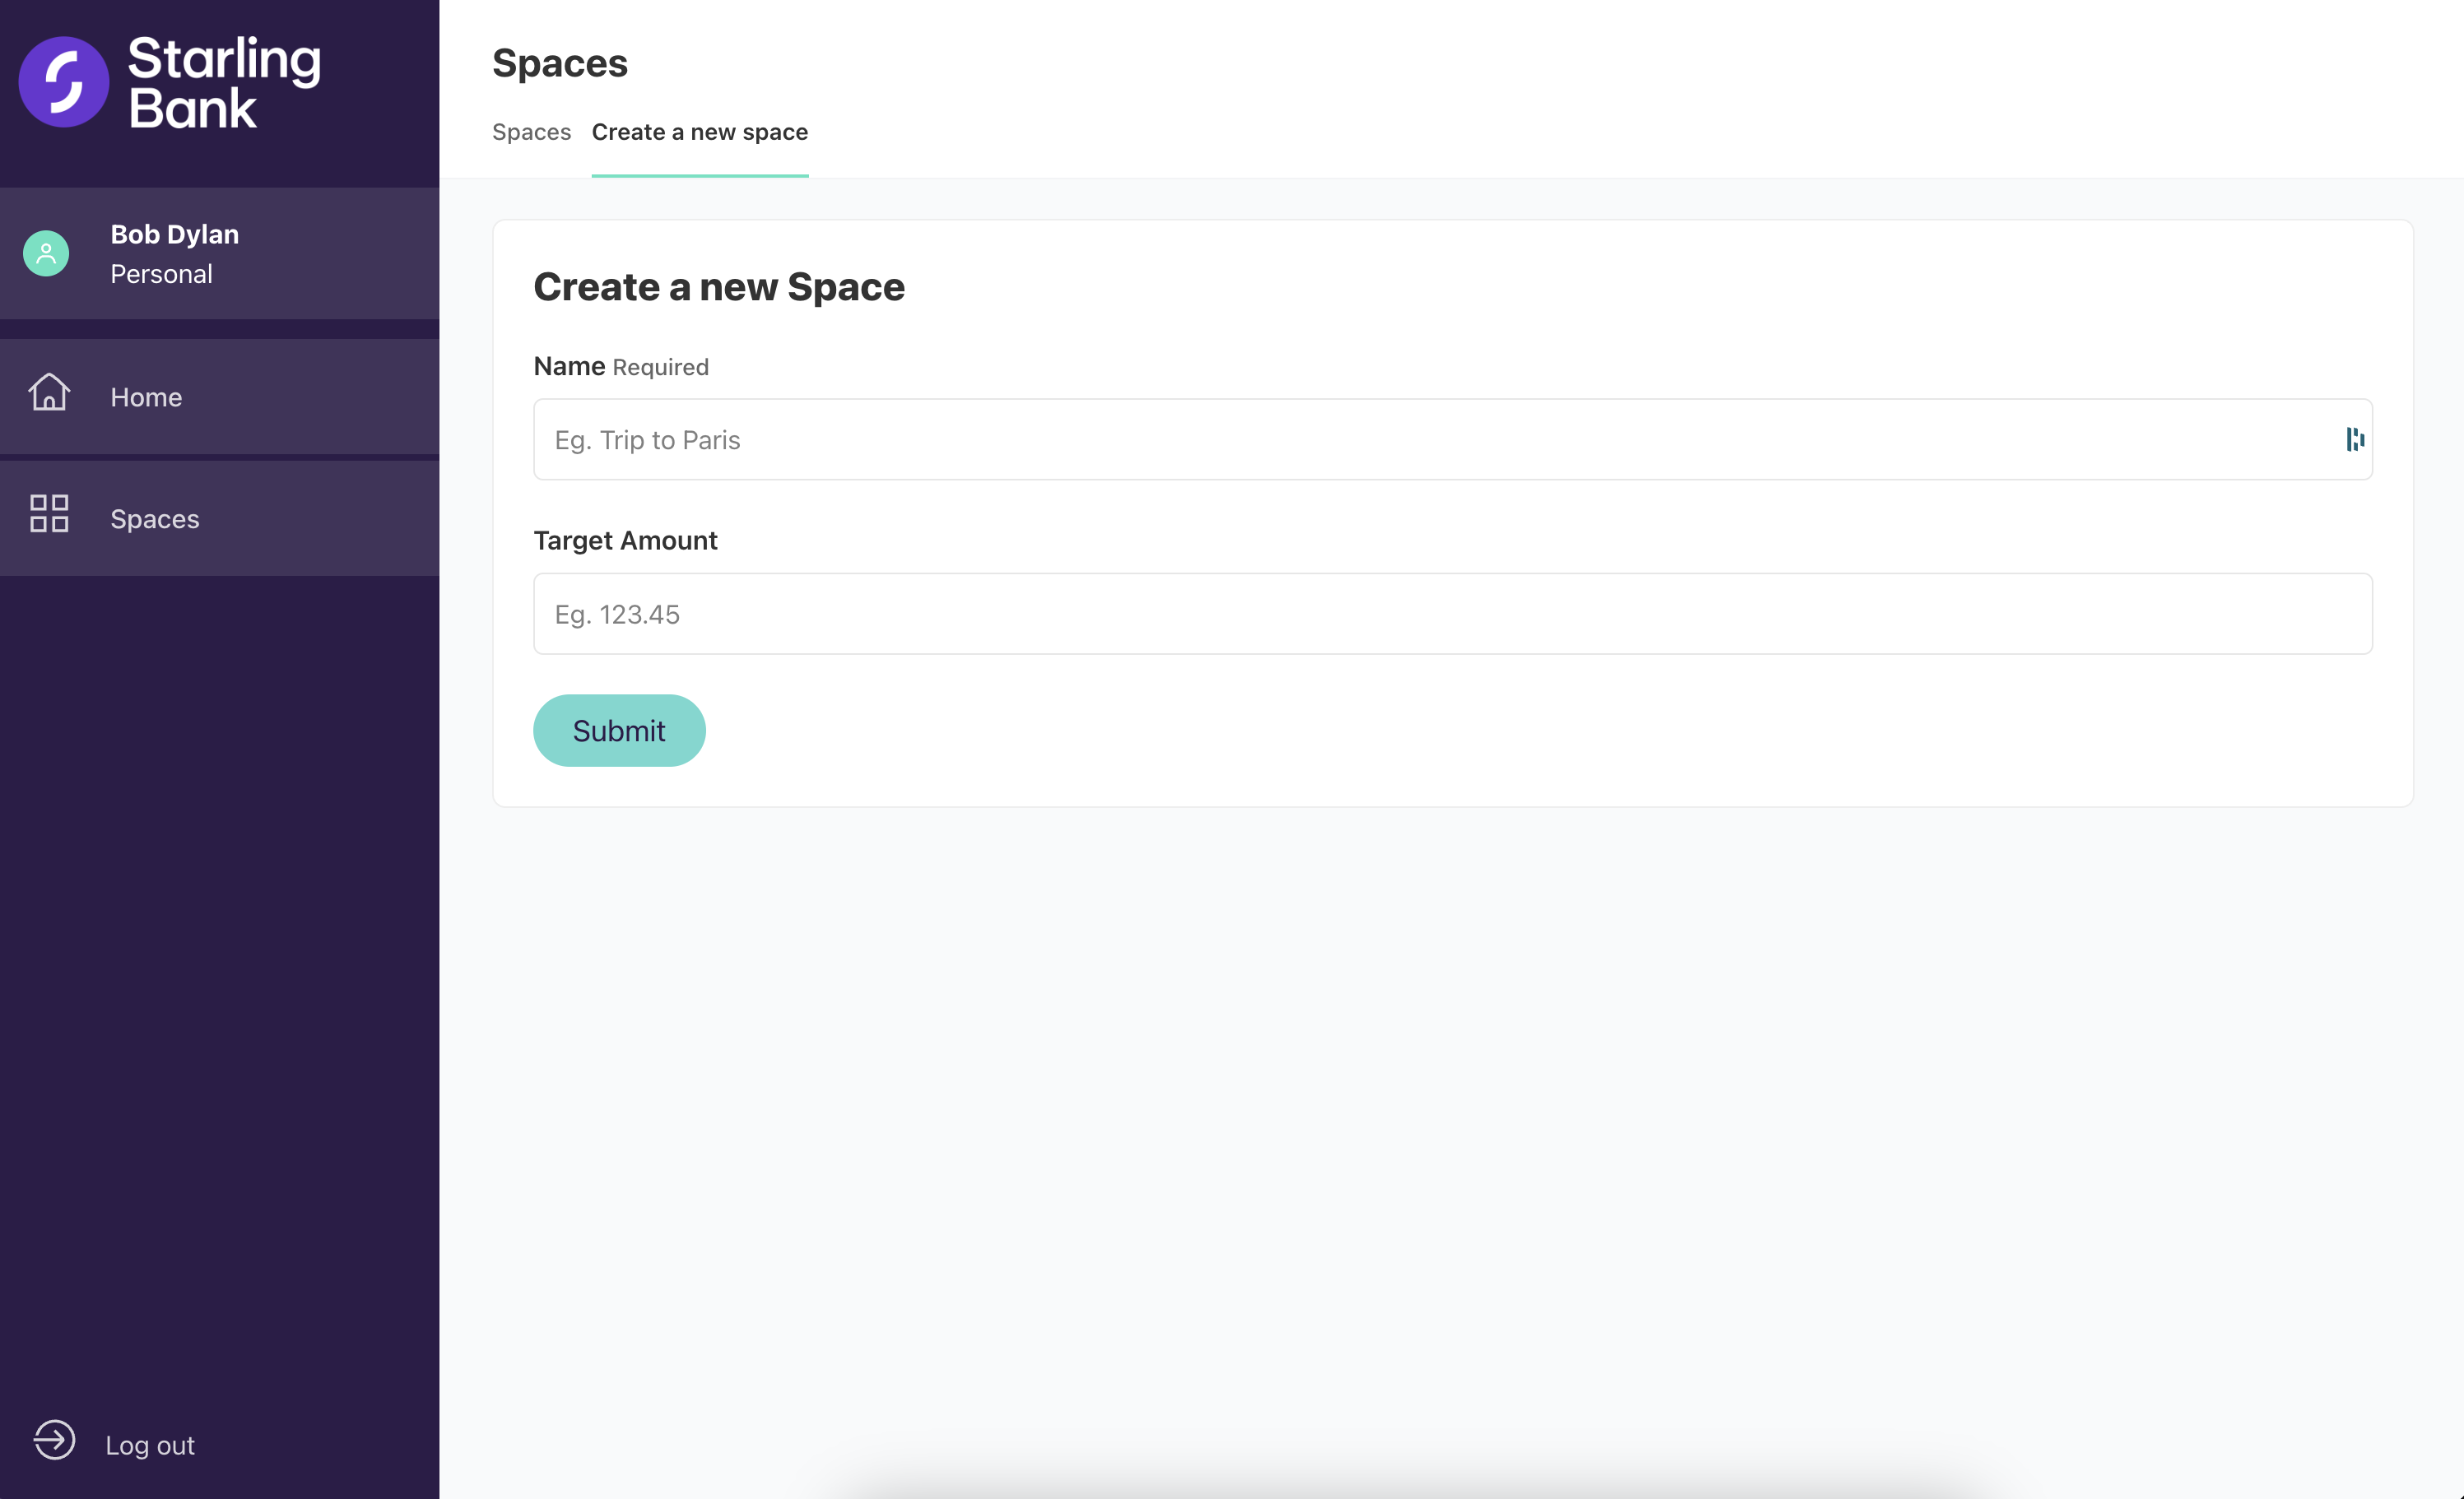 Starling
Bank
Bob Dylan
Personal
Home
Spaces
Log out
Spaces
Spaces Create a new space
Create a new Space
Name Required
Eg. Trip to Paris
Target Amount
Eg. 123.45
Submit